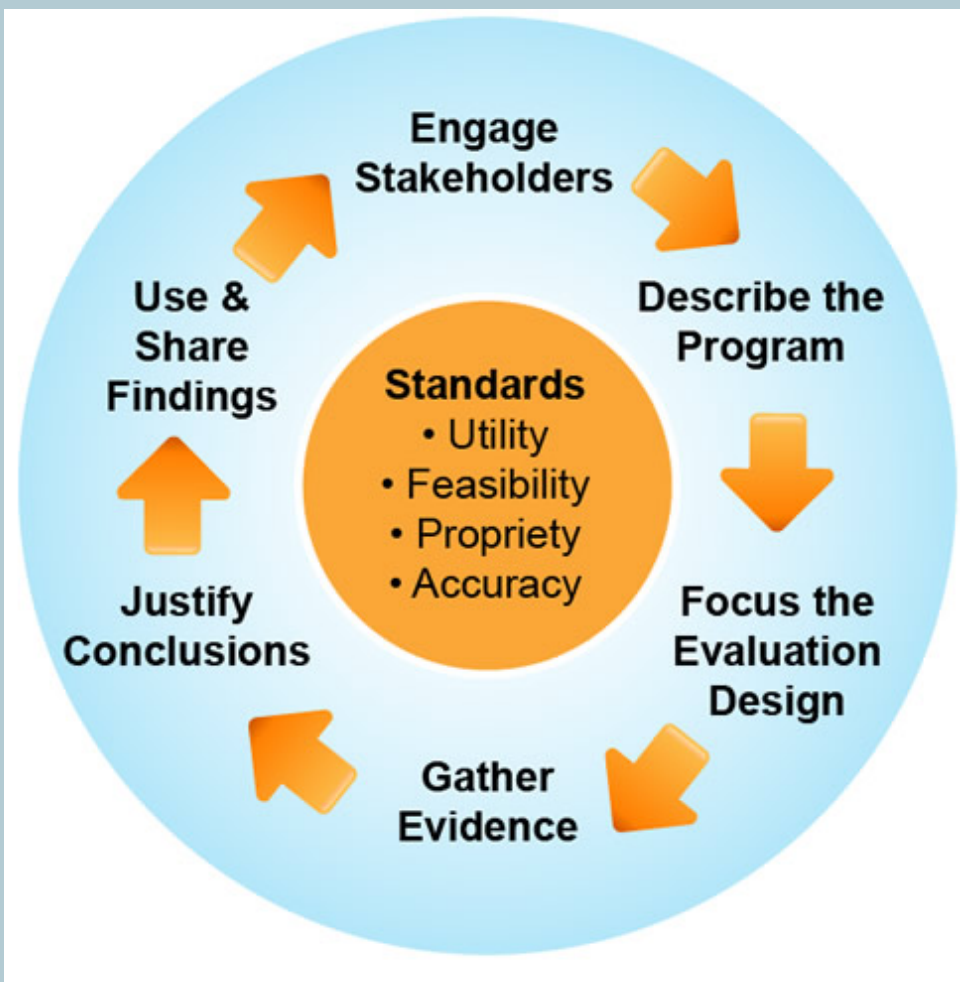 Engage
Stakeholders
Describe the
Program
Focus the
Evaluation
Design
Gather
Evidence
Justify
Conclusions
Use &
Share
Findings
Standards
• Utility
• Feasibility
• Propriety
• Accuracy